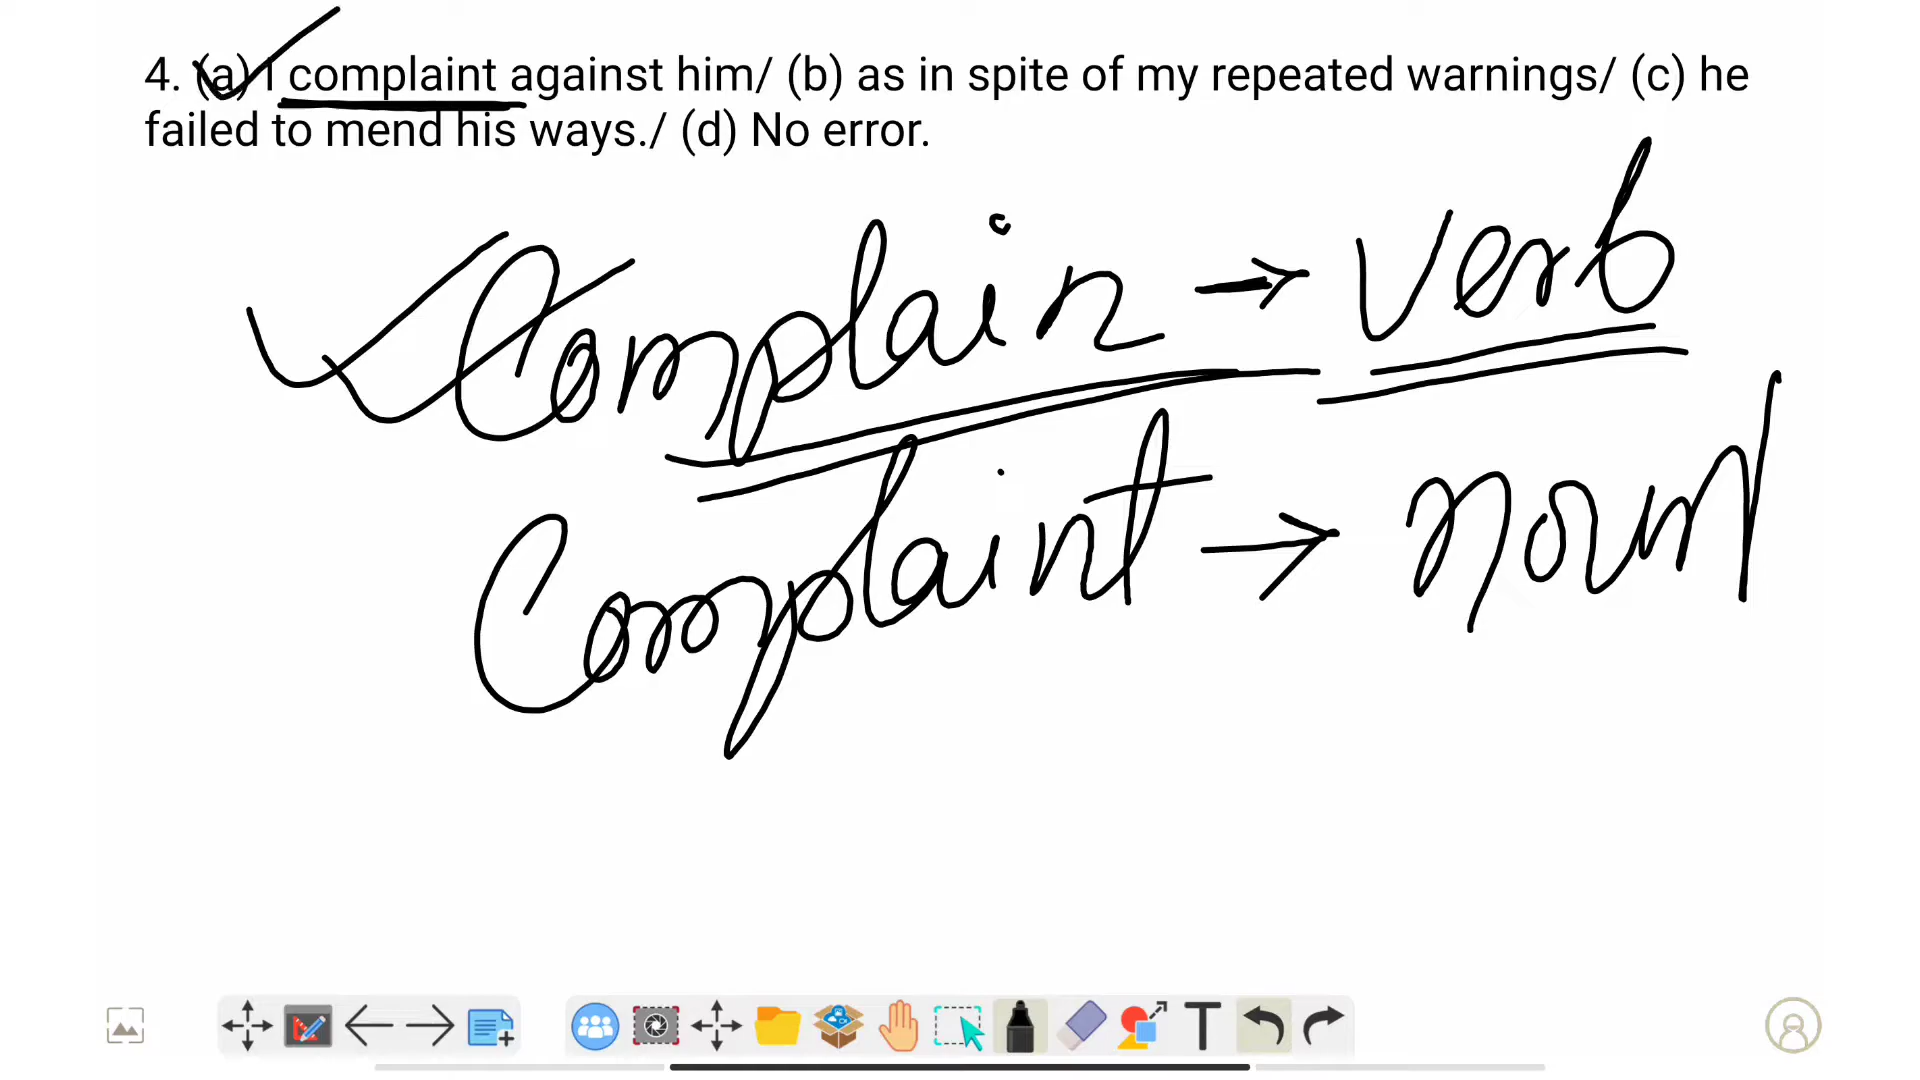 4. (a) I complaint against him/ (b) as in spite of my repeated warnings/ (c) he
failed to mend his ways./ (d) No error.
Complain → verb
Complaint → noun
T